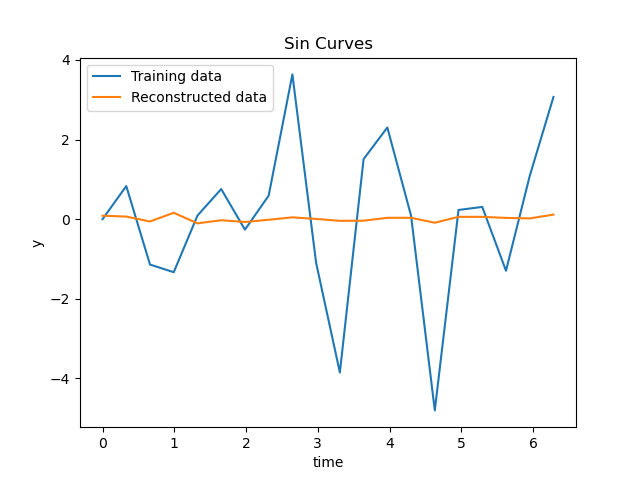 Sin Curves
Training data
Reconstructed data
4
2
0
−2
−4
y
0 1 2 3 4 5 6
time